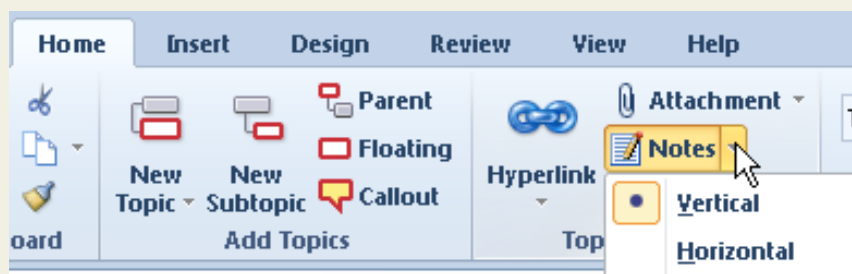 Home Insert Design Review View Help
Parent
Attachment
Floating
Notes
New Topic
New Subtopic
Callout
Hyperlink
Vertical
oard
Add Topics
Top
Horizontal